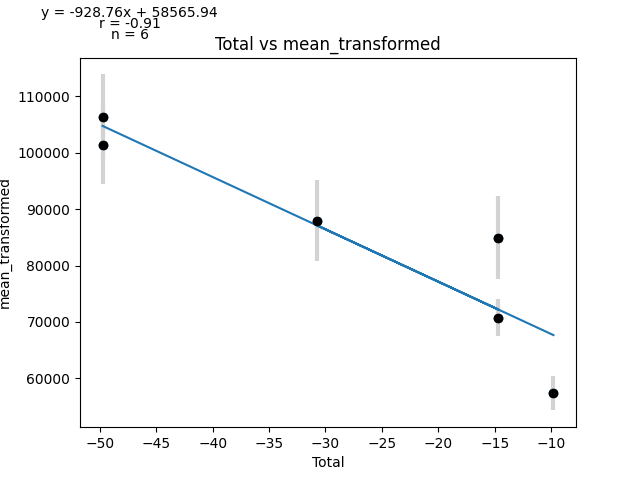 y = -928.76x + 58565.94
r = -0.91
n = 6
Total vs mean_transformed
mean_transformed
110000
100000
90000
80000
70000
60000
−50
−45
−40
−35
−30
−25
−20
−15
−10
Total